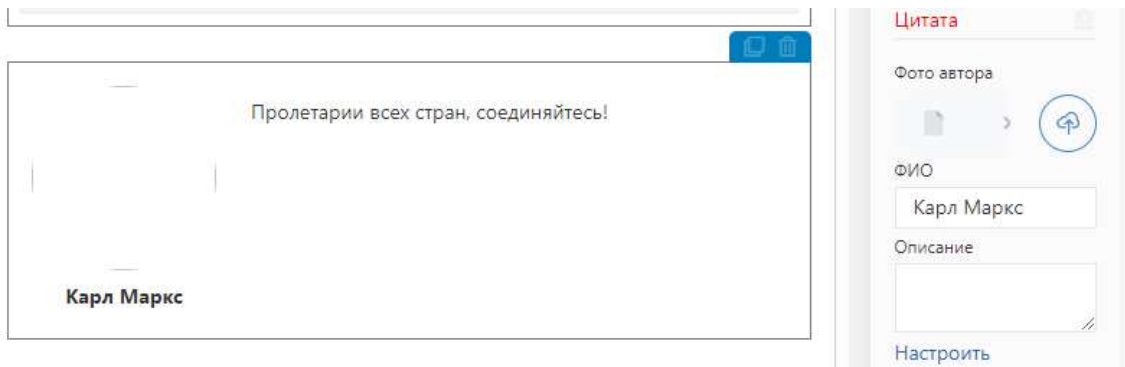 Цитата
Фото автора
Пролетарии всех стран, соединяйтесь!
ФИО
Карл Маркс
Описание
Карл Маркс
Настроить